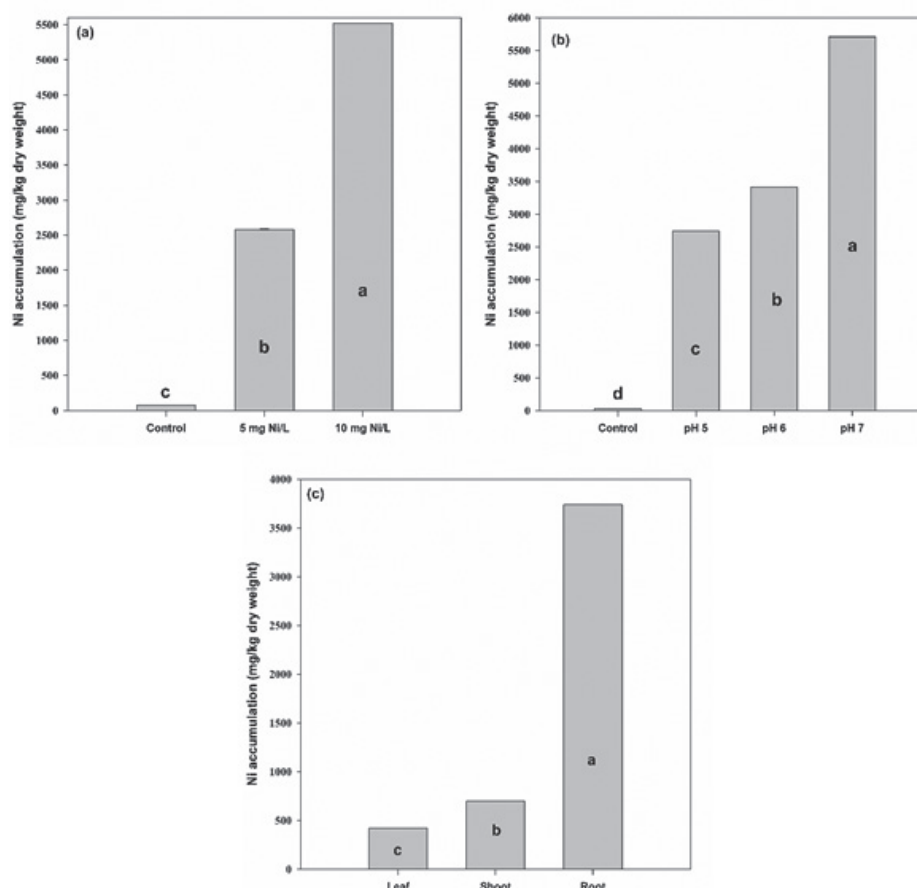 (a)
Ni accumulation (mg/kg dry weight)
5500
5000
4500
4000
3500
3000
2500
2000
1500
1000
500
0
c
b
a
Control 5 mg Ni/L 10 mg Ni/L
(b)
Ni accumulation (mg/kg dry weight)
6000
5500
5000
4500
4000
3500
3000
2500
2000
1500
1000
500
0
d
c
b
a
Control pH 5 pH 6 pH 7
(c)
Ni accumulation (mg/kg dry weight)
4000
3500
3000
2500
2000
1500
1000
500
0
c
b
a
Leaf Shoot Root